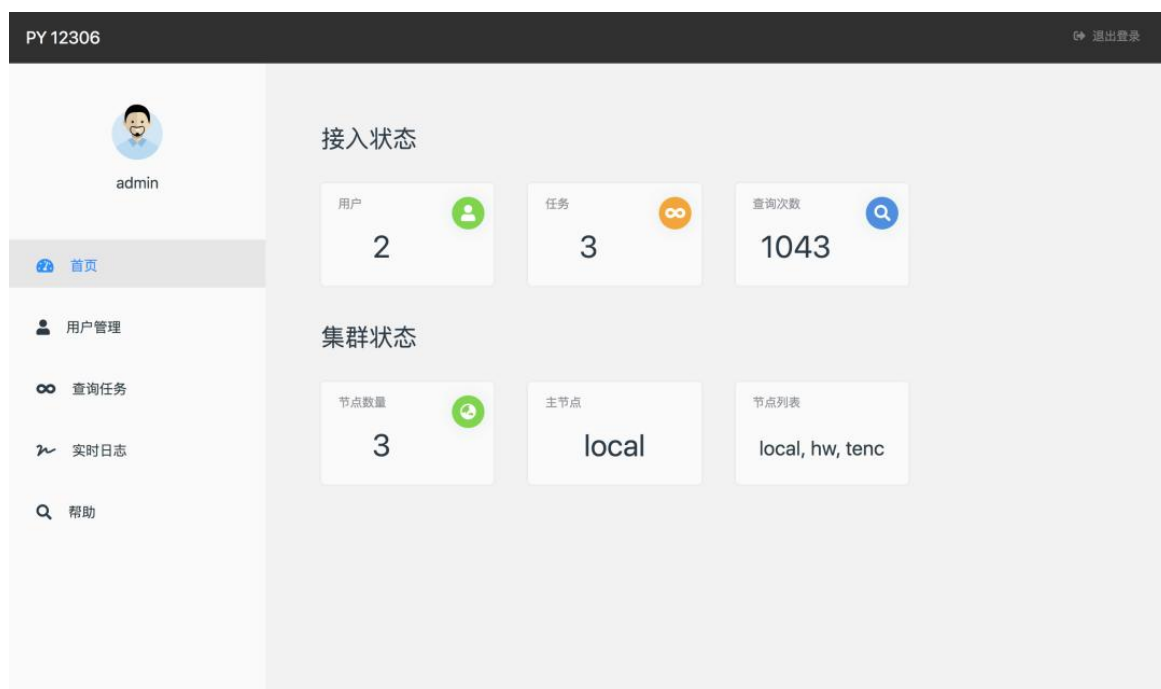 PY 12306
退出登录
admin
首页
用户管理
查询任务
实时日志
帮助
接入状态
用户
2
任务
3
查询次数
1043
集群状态
节点数量
3
主节点
local
节点列表
local, hw, tenc